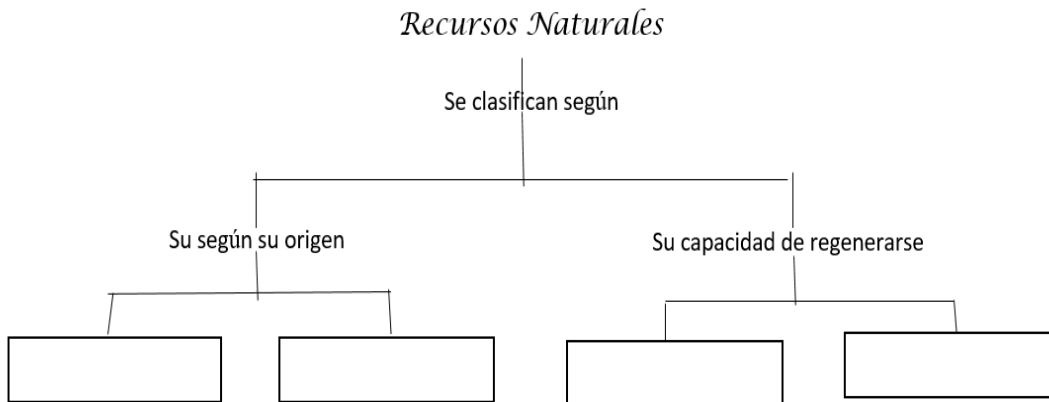 Recursos Naturales
Se clasifican según
Su según su origen
Su capacidad de regenerarse